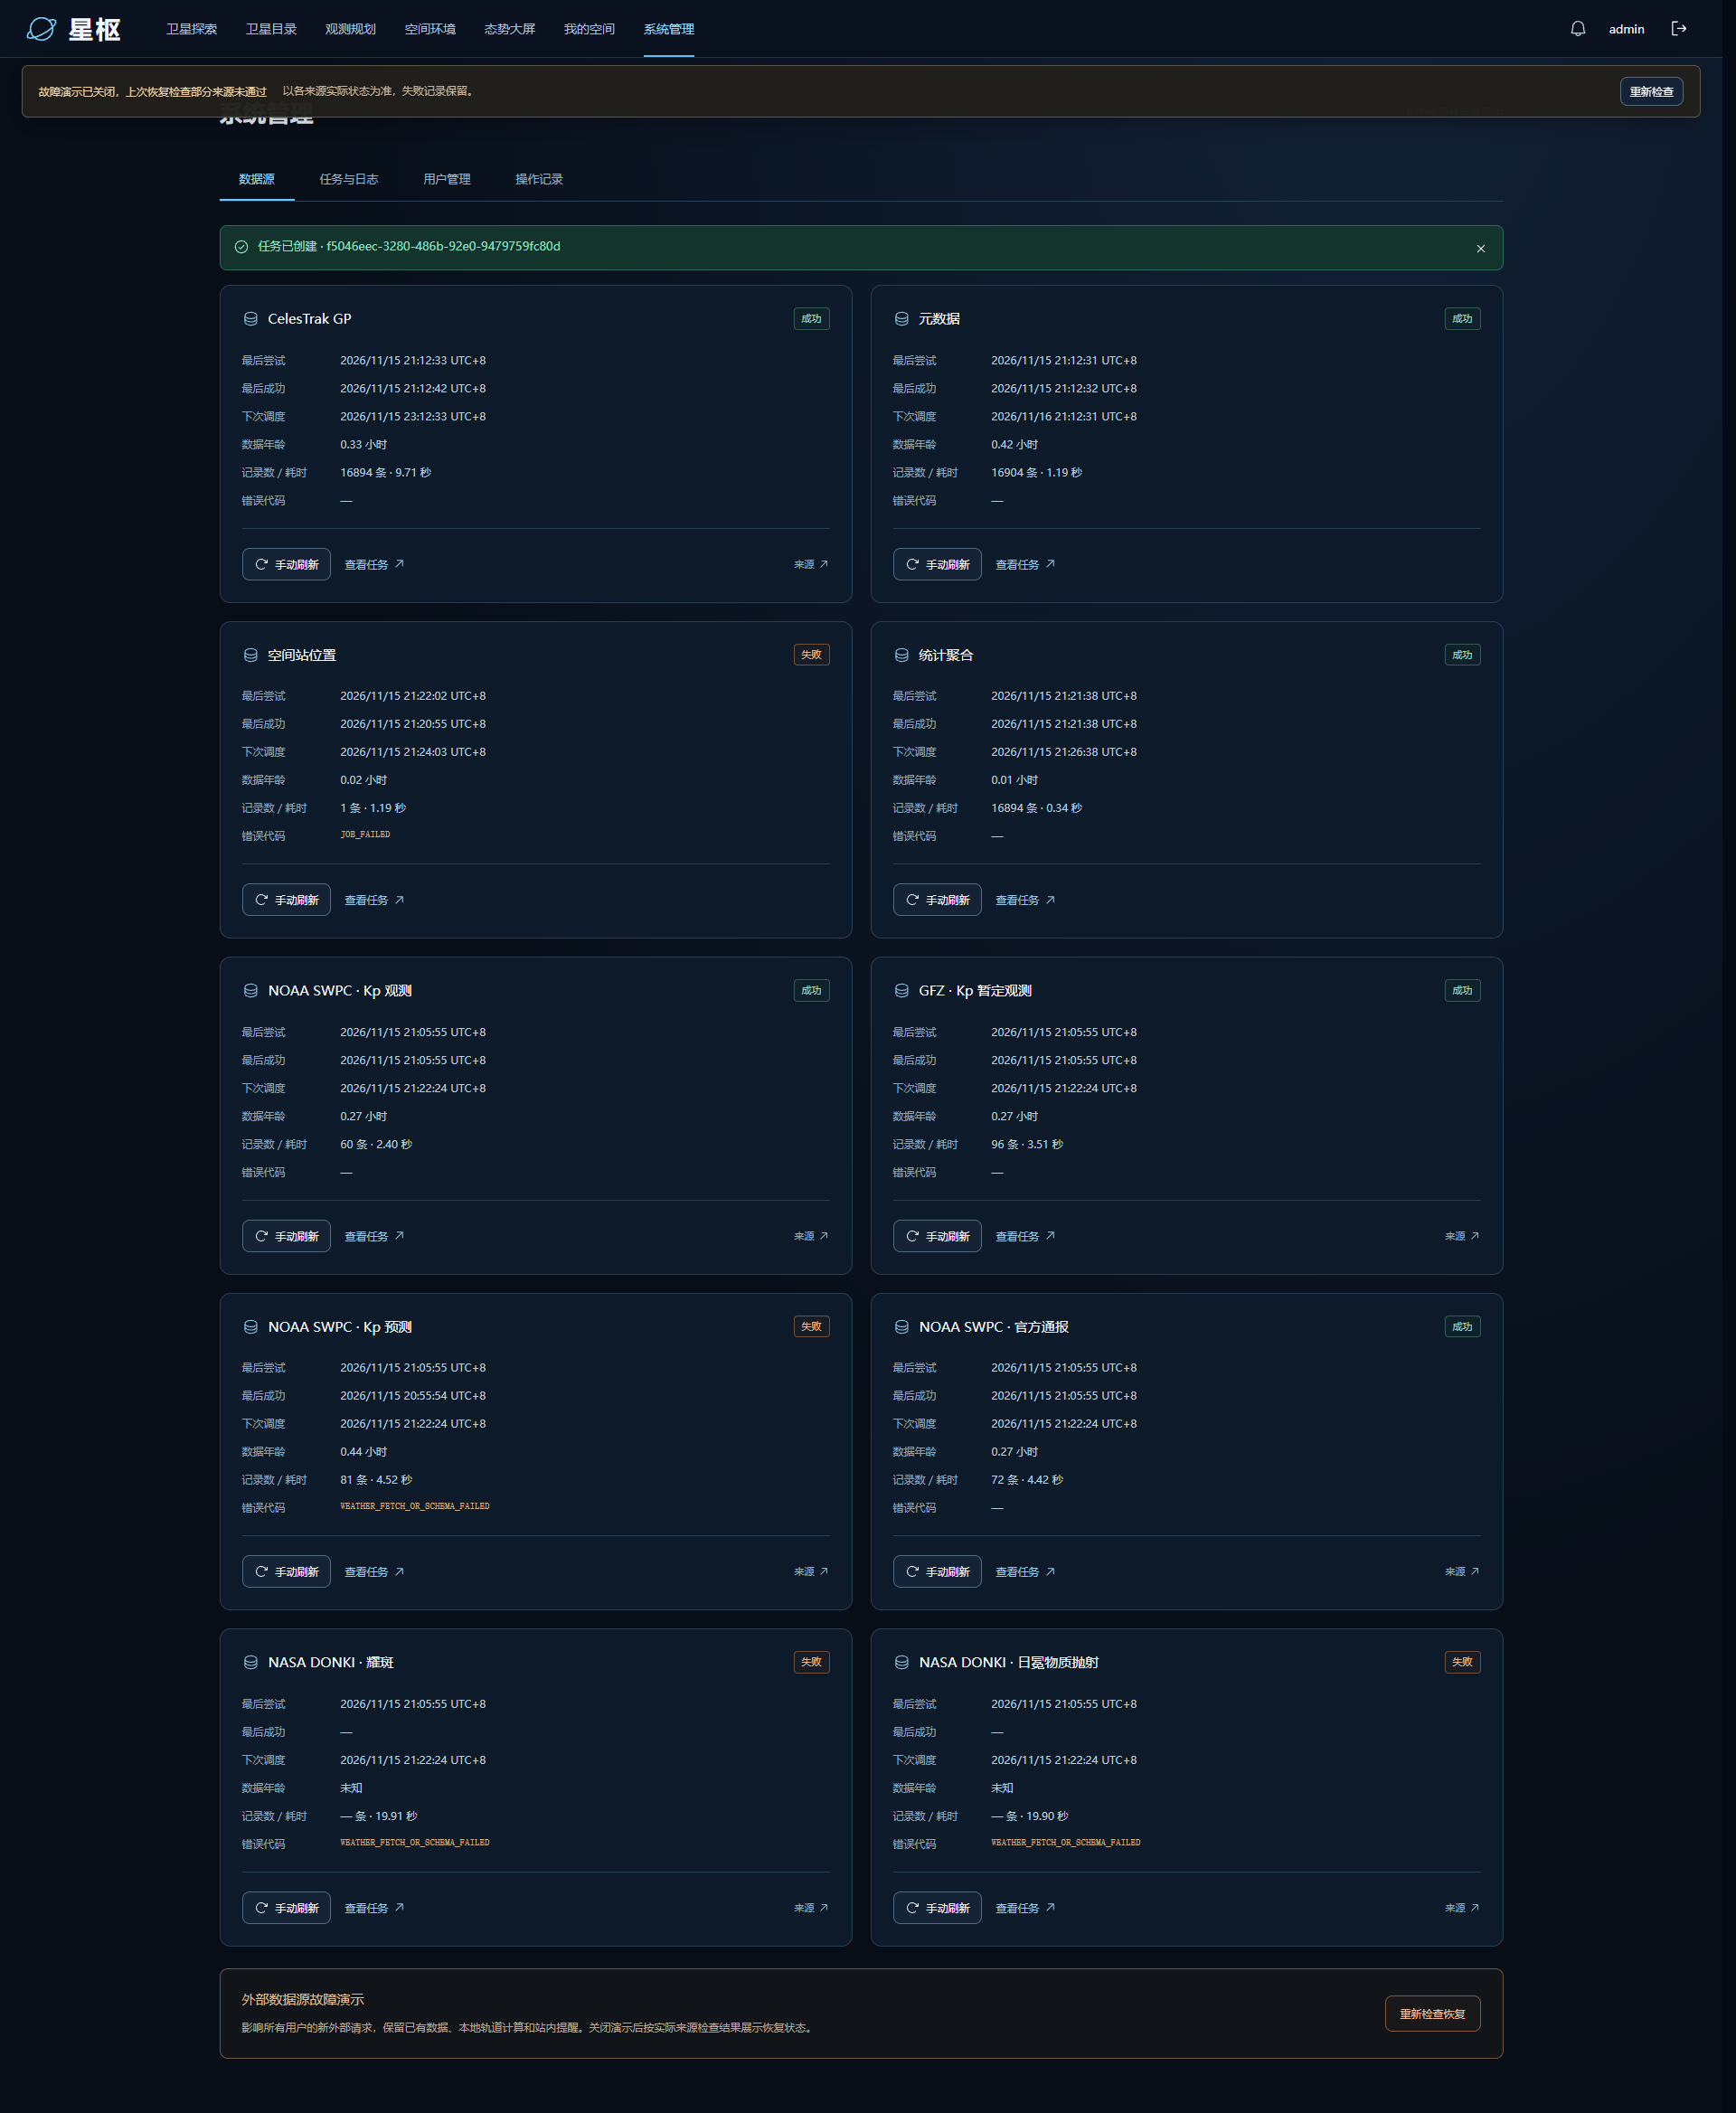 星枢 卫星探索 卫星目录 观测规划 空间环境 态势大屏 我的空间 系统管理 admin
故障演示已关闭，上次恢复检查部分来源未通过 以各来源实际状态为准，失败记录保留。 重新检查
系统管理
数据源 任务与日志 用户管理 操作记录
任务已创建 · f5046eec-3280-486b-92e0-9479759fc80d
CelesTrak GP 成功
最后尝试 2026/11/15 21:12:33 UTC+8
最后成功 2026/11/15 21:12:42 UTC+8
下次调度 2026/11/15 23:12:33 UTC+8
数据年龄 0.33 小时
记录数 / 耗时 16894 条 · 9.71 秒
错误代码 —
手动刷新 查看任务 来源
元数据 成功
最后尝试 2026/11/15 21:12:31 UTC+8
最后成功 2026/11/15 21:12:32 UTC+8
下次调度 2026/11/16 21:12:31 UTC+8
数据年龄 0.42 小时
记录数 / 耗时 16904 条 · 1.19 秒
错误代码 —
手动刷新 查看任务
空间站位置 失败
最后尝试 2026/11/15 21:22:02 UTC+8
最后成功 2026/11/15 21:20:55 UTC+8
下次调度 2026/11/15 21:24:03 UTC+8
数据年龄 0.02 小时
记录数 / 耗时 1 条 · 1.19 秒
错误代码 JOB_FAILED
手动刷新 查看任务
统计聚合 成功
最后尝试 2026/11/15 21:21:38 UTC+8
最后成功 2026/11/15 21:21:38 UTC+8
下次调度 2026/11/15 21:26:38 UTC+8
数据年龄 0.01 小时
记录数 / 耗时 16894 条 · 0.34 秒
错误代码 —
手动刷新 查看任务
NOAA SWPC · Kp 观测 成功
最后尝试 2026/11/15 21:05:55 UTC+8
最后成功 2026/11/15 21:05:55 UTC+8
下次调度 2026/11/15 21:22:24 UTC+8
数据年龄 0.27 小时
记录数 / 耗时 60 条 · 2.40 秒
错误代码 —
手动刷新 查看任务 来源
GFZ · Kp 暂定观测 成功
最后尝试 2026/11/15 21:05:55 UTC+8
最后成功 2026/11/15 21:05:55 UTC+8
下次调度 2026/11/15 21:22:24 UTC+8
数据年龄 0.27 小时
记录数 / 耗时 96 条 · 3.51 秒
错误代码 —
手动刷新 查看任务 来源
NOAA SWPC · Kp 预测 失败
最后尝试 2026/11/15 21:05:55 UTC+8
最后成功 2026/11/15 20:55:54 UTC+8
下次调度 2026/11/15 21:22:24 UTC+8
数据年龄 0.44 小时
记录数 / 耗时 81 条 · 4.52 秒
错误代码 WEATHER_FETCH_OR_SCHEMA_FAILED
手动刷新 查看任务 来源
NOAA SWPC · 官方通报 成功
最后尝试 2026/11/15 21:05:55 UTC+8
最后成功 2026/11/15 21:05:55 UTC+8
下次调度 2026/11/15 21:22:24 UTC+8
数据年龄 0.27 小时
记录数 / 耗时 72 条 · 4.42 秒
错误代码 —
手动刷新 查看任务 来源
NASA DONKI · 耀斑 失败
最后尝试 2026/11/15 21:05:55 UTC+8
最后成功 —
下次调度 2026/11/15 21:22:24 UTC+8
数据年龄 未知
记录数 / 耗时 — 条 · 19.91 秒
错误代码 WEATHER_FETCH_OR_SCHEMA_FAILED
手动刷新 查看任务 来源
NASA DONKI · 日冕物质抛射 失败
最后尝试 2026/11/15 21:05:55 UTC+8
最后成功 —
下次调度 2026/11/15 21:22:24 UTC+8
数据年龄 未知
记录数 / 耗时 — 条 · 19.90 秒
错误代码 WEATHER_FETCH_OR_SCHEMA_FAILED
手动刷新 查看任务 来源
外部数据源故障演示
影响所有用户的新外部请求，保留已有数据、本地轨道计算和站内提醒。关闭演示后按实际来源检查结果展示恢复状态。
重新检查恢复